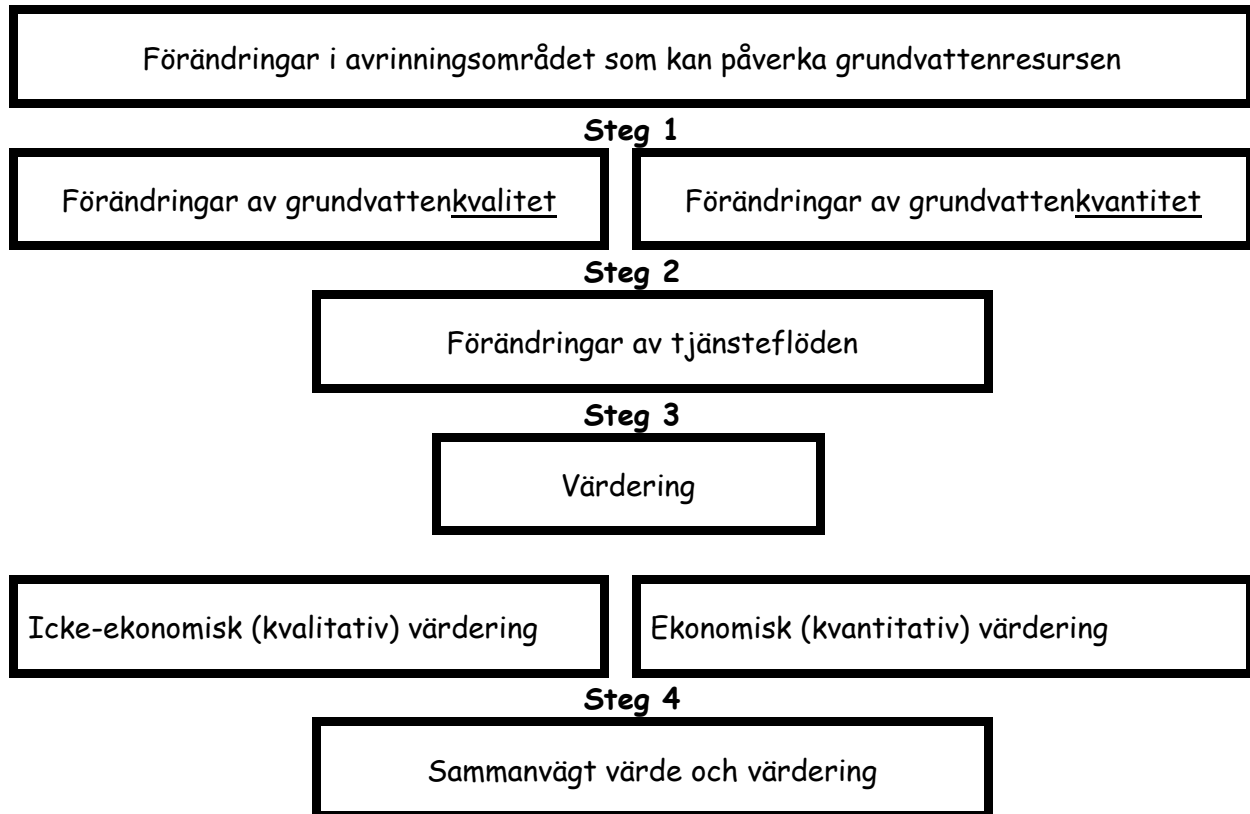 Förändringar i avrinningsområdet som kan påverka grundvattenresursen
Steg 1
Förändringar av grundvattenkvalitet
Förändringar av grundvattenkvantitet
Steg 2
Förändringar av tjänsteflöden
Steg 3
Värdering
Icke-ekonomisk (kvalitativ) värdering
Ekonomisk (kvantitativ) värdering
Steg 4
Sammanvägt värde och värdering